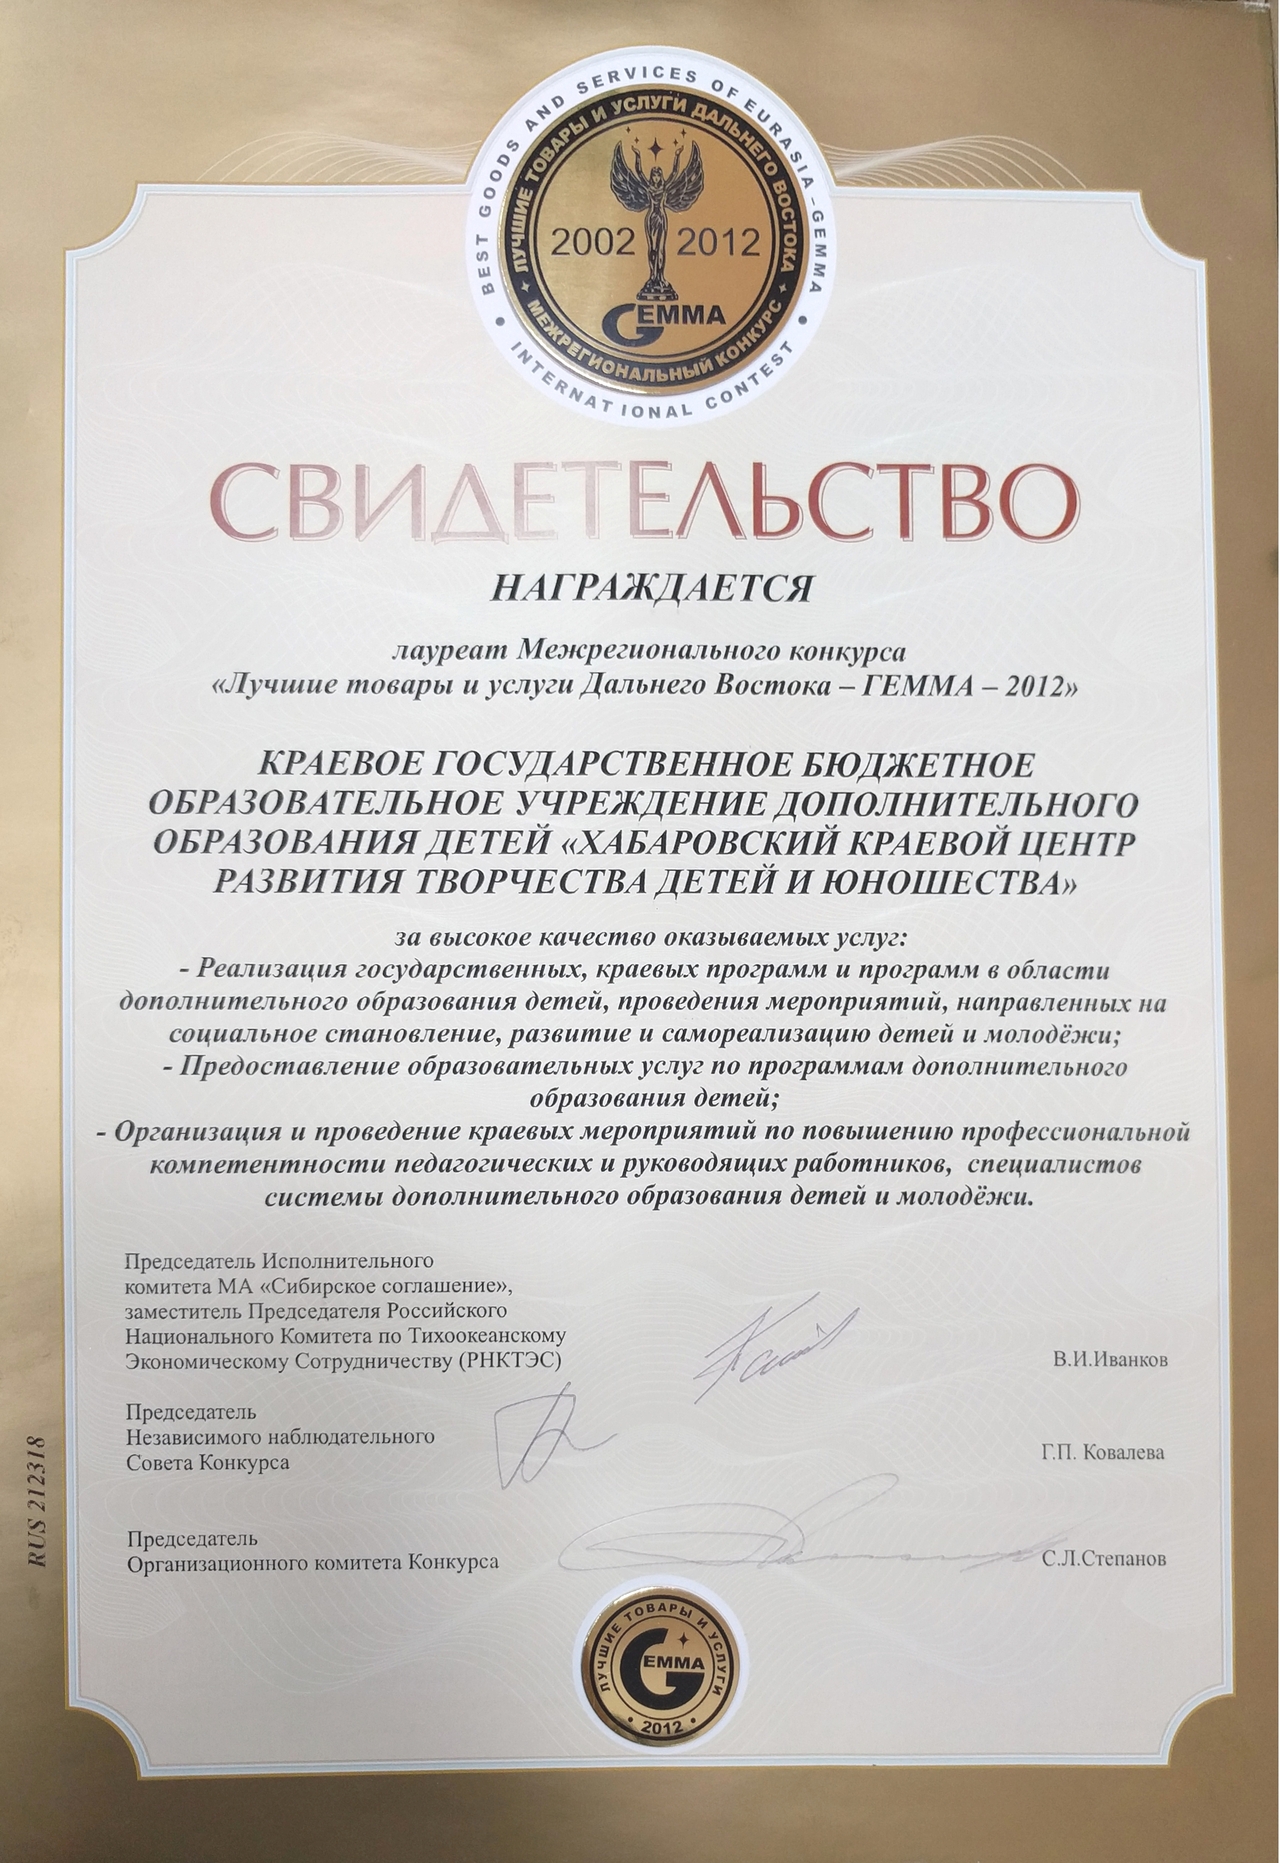 BEST GOODS AND SERVICES OF EURASIA - GEMMA
INTERNATIONAL CONTEST
ЛУЧШИЕ ТОВАРЫ И УСЛУГИ ДАЛЬНЕГО ВОСТОКА
МЕЖРЕГИОНАЛЬНЫЙ КОНКУРС
2002 2012
GEMMA
СВИДЕТЕЛЬСТВО
НАГРАЖДАЕТСЯ
лауреат Межрегионального конкурса
«Лучшие товары и услуги Дальнего Востока – ГЕММА – 2012»
КРАЕВОЕ ГОСУДАРСТВЕННОЕ БЮДЖЕТНОЕ
ОБРАЗОВАТЕЛЬНОЕ УЧРЕЖДЕНИЕ ДОПОЛНИТЕЛЬНОГО
ОБРАЗОВАНИЯ ДЕТЕЙ «ХАБАРОВСКИЙ КРАЕВОЙ ЦЕНТР
РАЗВИТИЯ ТВОРЧЕСТВА ДЕТЕЙ И ЮНОШЕСТВА»
за высокое качество оказываемых услуг:
- Реализация государственных, краевых программ и программ в области
дополнительного образования детей, проведения мероприятий, направленных на
социальное становление, развитие и самореализацию детей и молодёжи;
- Предоставление образовательных услуг по программам дополнительного
образования детей;
- Организация и проведение краевых мероприятий по повышению профессиональной
компетентности педагогических и руководящих работников, специалистов
системы дополнительного образования детей и молодёжи.
Председатель Исполнительного
комитета МА «Сибирское соглашение»,
заместитель Председателя Российского
Национального Комитета по Тихоокеанскому
Экономическому Сотрудничеству (РНКТЭС)
В.И.Иванков
Председатель
Независимого наблюдательного
Совета Конкурса
Г.П. Ковалева
Председатель
Организационного комитета Конкурса
С.Л.Степанов
RUS 212318
ЛУЧШИЕ ТОВАРЫ И УСЛУГИ
GEMMA
2012